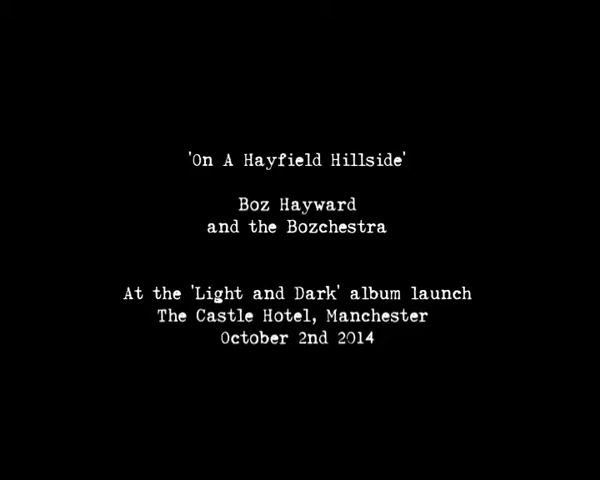 'On A Hayfield Hillside'
Boz Hayward
and the Bozchestra
At the 'Light and Dark' album launch
The Castle Hotel, Manchester
October 2nd 2014